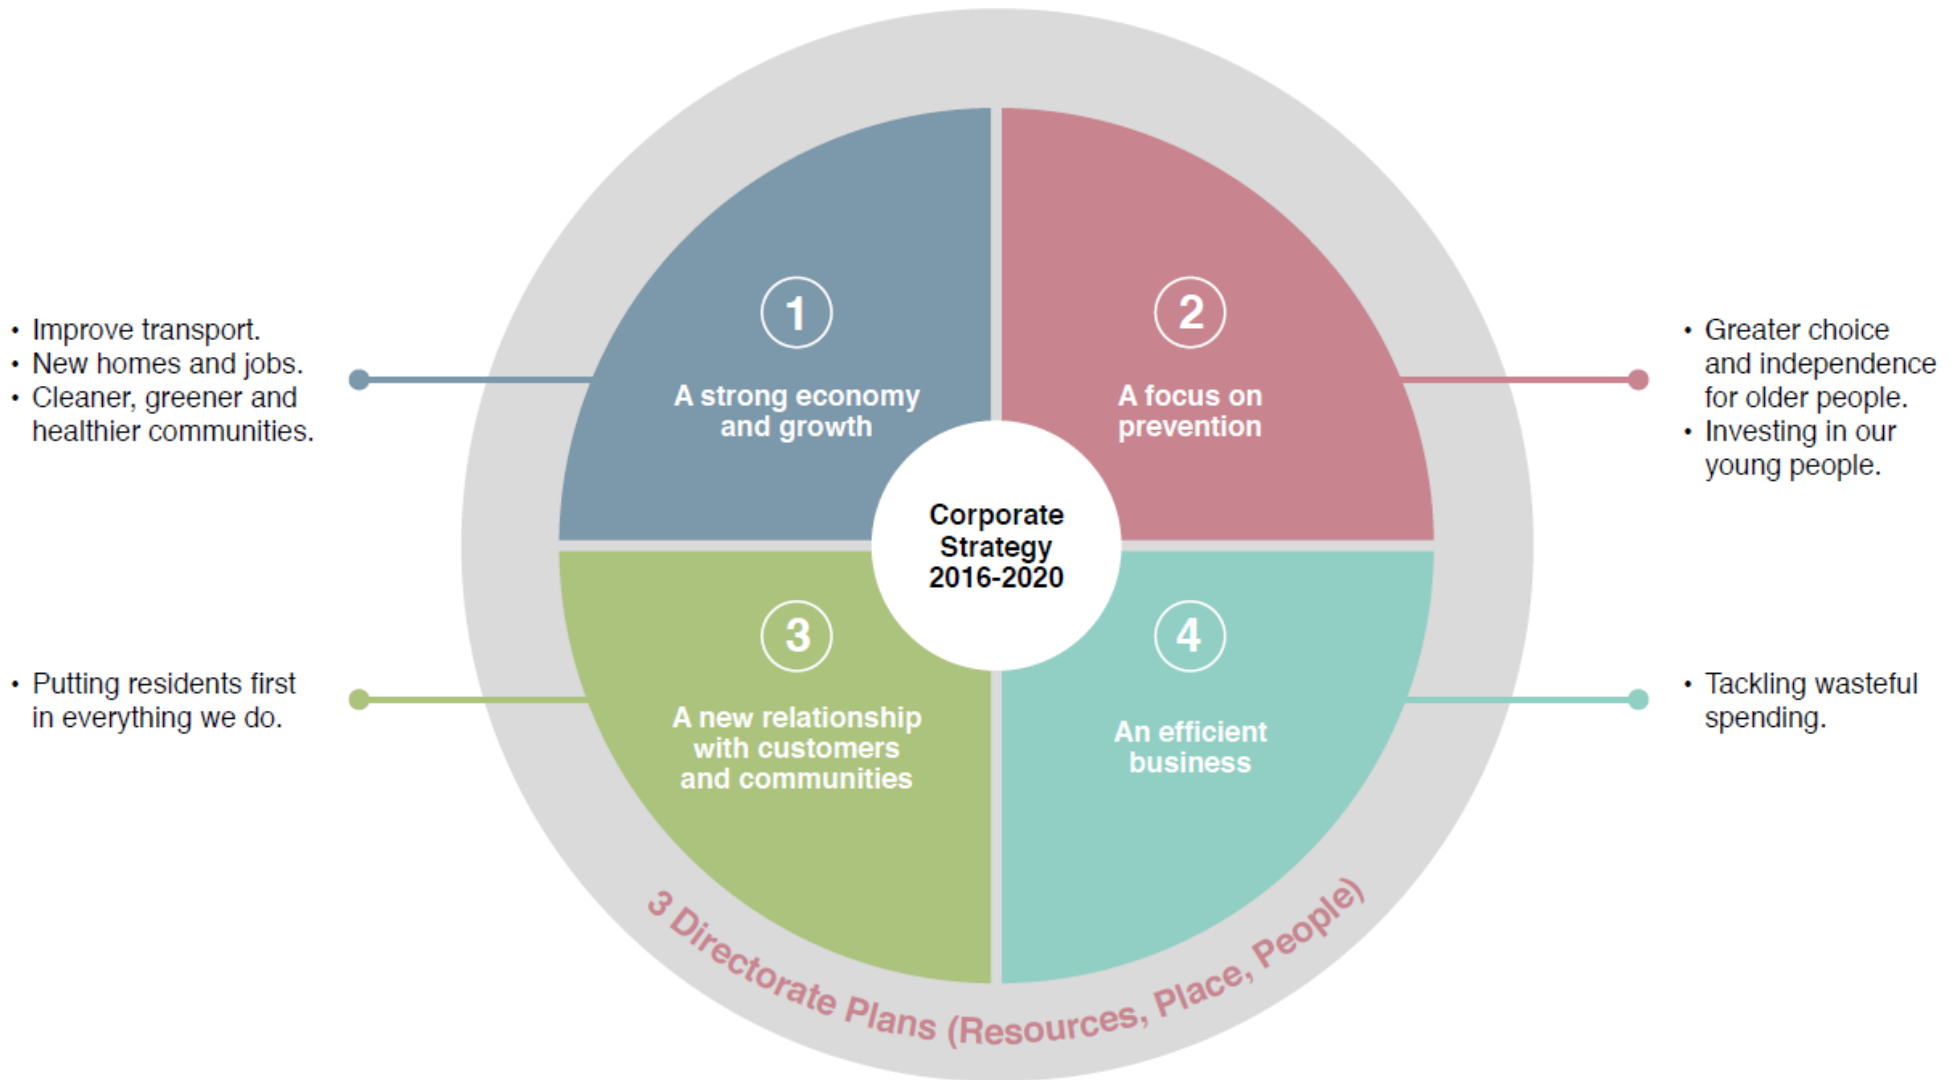 • Improve transport.
• New homes and jobs.
• Cleaner, greener and
healthier communities.
1
A strong economy
and growth
2
A focus on
prevention
• Greater choice
and independence
for older people.
• Investing in our
young people.
Corporate
Strategy
2016-2020
• Putting residents first
in everything we do.
3
A new relationship
with customers
and communities
4
An efficient
business
• Tackling wasteful
spending.
3 Directorate Plans (Resources, Place, People)